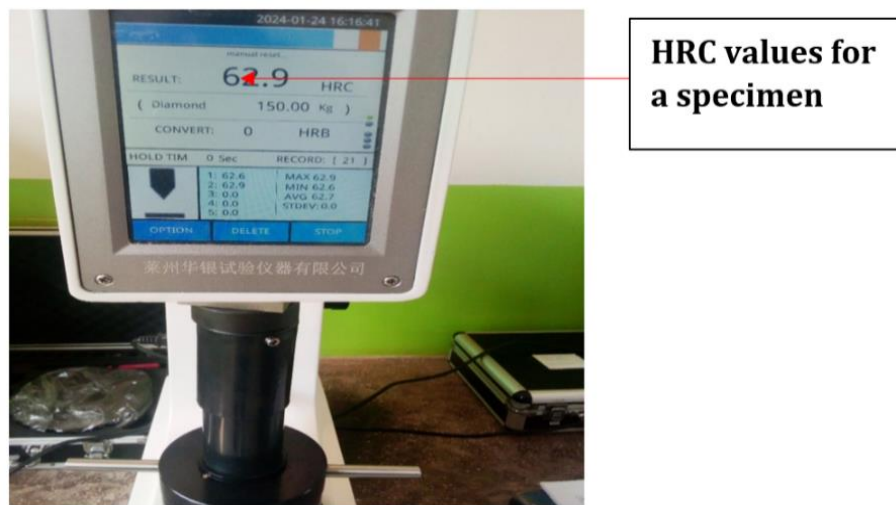 2024-01-24 16:16:41
manual reset...
RESULT: 62.9 HRC
( Diamond 150.00 Kg )
CONVERT: 0 HRB
HOLD TIM 0 Sec RECORD: [ 21 ]
1: 62.6 MAX 62.9
2: 62.9 MIN 62.6
3: 0.0 AVG 62.7
4: 0.0 STDEV: 0.0
5: 0.0
OPTION DELETE STOP
莱州华银试验仪器有限公司
HRC values for
a specimen